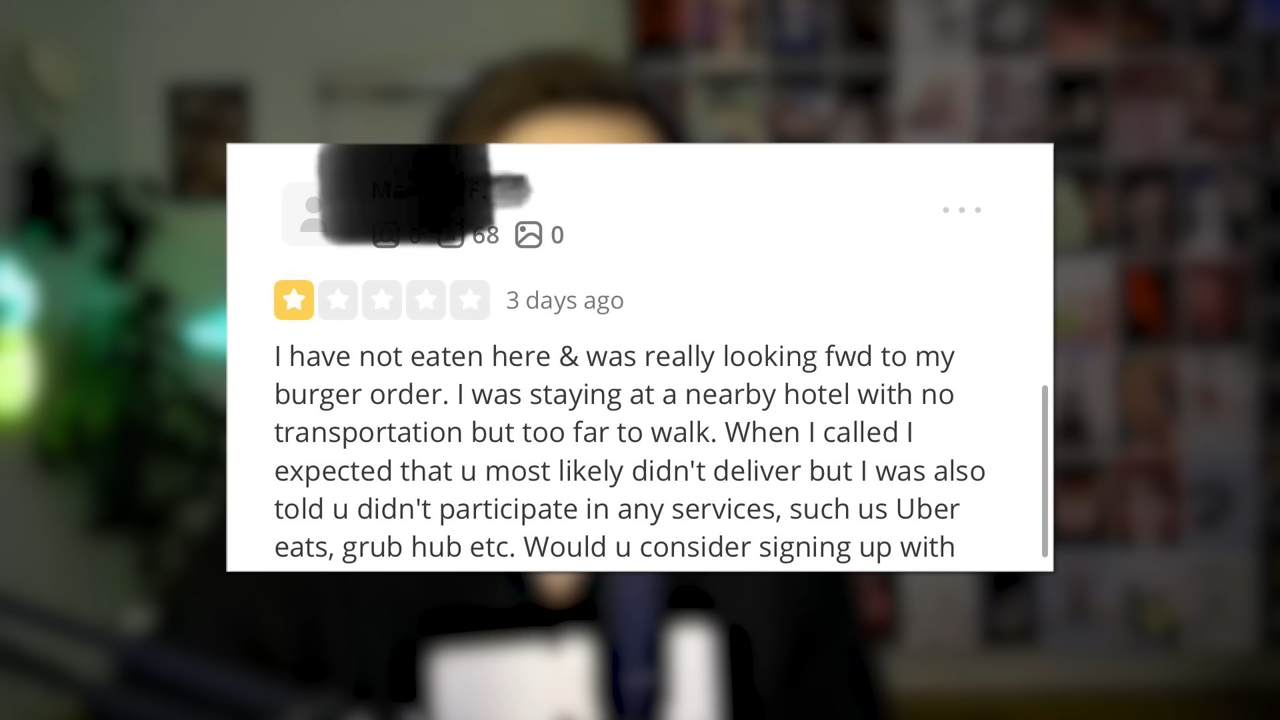 68 0
3 days ago
I have not eaten here & was really looking fwd to my
burger order. I was staying at a nearby hotel with no
transportation but too far to walk. When I called I
expected that u most likely didn't deliver but I was also
told u didn't participate in any services, such us Uber
eats, grub hub etc. Would u consider signing up with